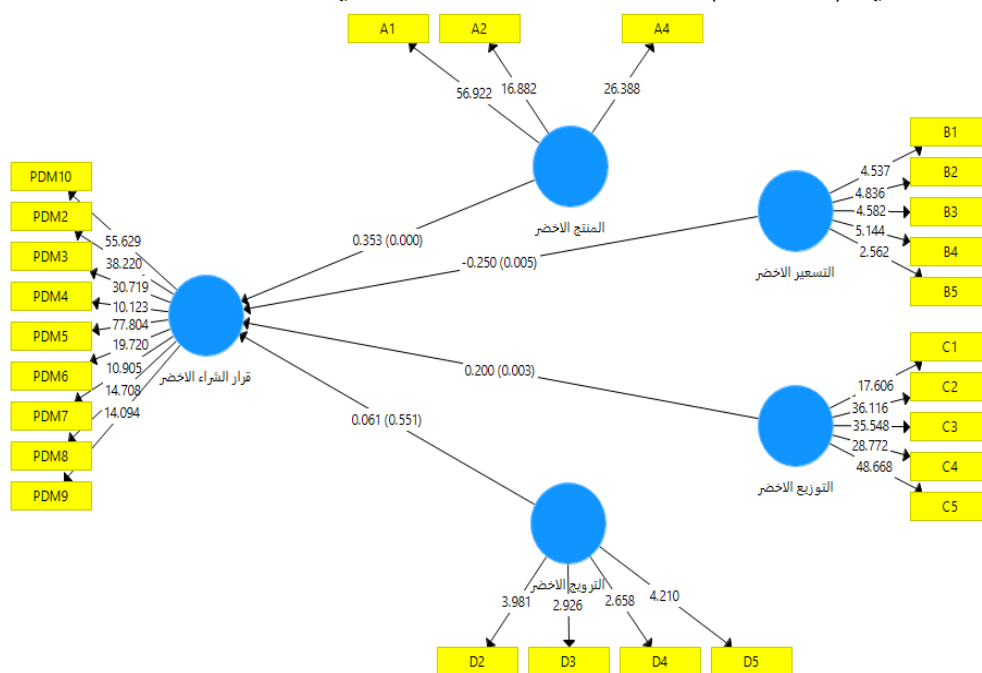 A1
A2
A4
56.922
16.882
26.388
المنتج الاخضر
B1
B2
B3
B4
B5
4.537
4.836
4.582
5.144
2.562
التسعير الاخضر
PDM10
PDM2
PDM3
PDM4
PDM5
PDM6
PDM7
PDM8
PDM9
55.629
38.220
30.719
10.123
77.804
19.720
10.905
14.708
14.094
قرار الشراء الاخضر
0.353 (0.000)
-0.250 (0.005)
0.200 (0.003)
0.061 (0.551)
C1
C2
C3
C4
C5
17.606
36.116
35.548
28.772
48.668
التوزيع الاخضر
الترويج الاخضر
3.981
2.926
2.658
4.210
D2
D3
D4
D5